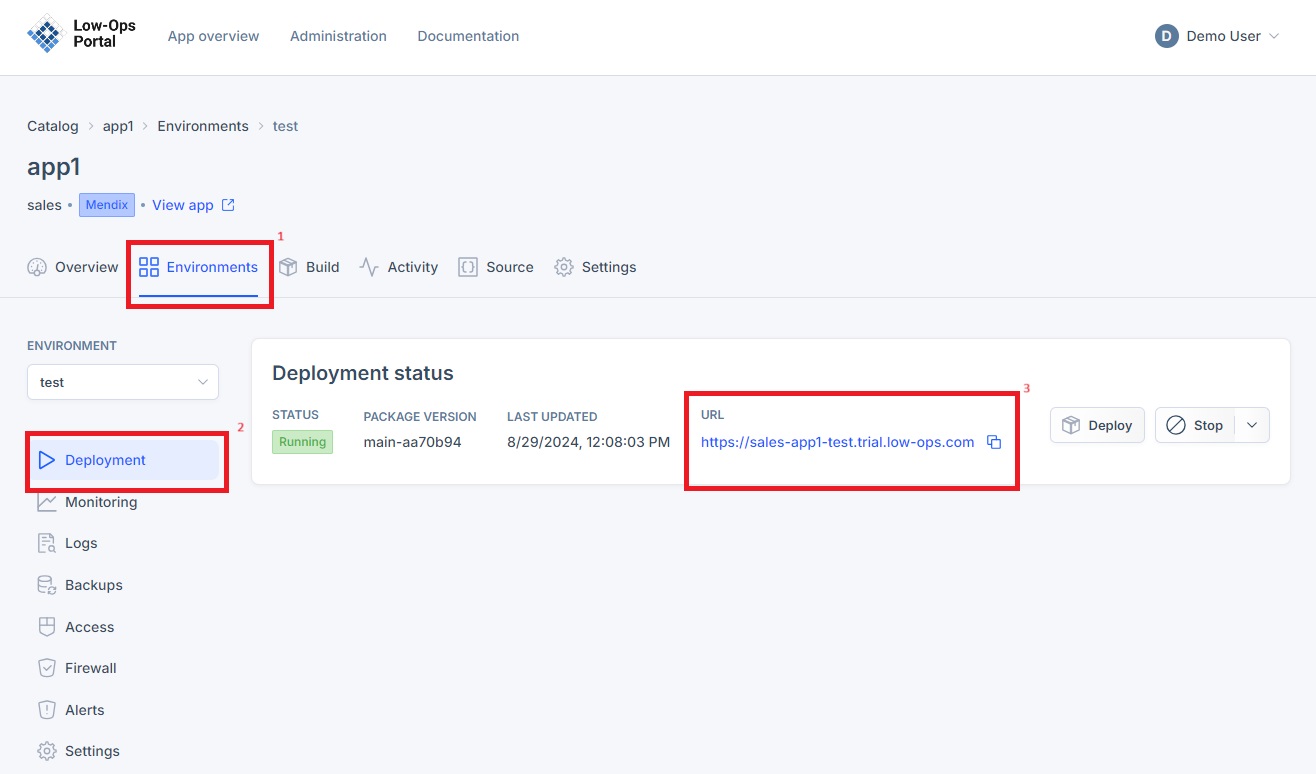 Low-Ops
Portal
App overview Administration Documentation
D Demo User
Catalog app1 Environments test
app1
sales • Mendix • View app
1
Overview Environments Build Activity Source Settings
ENVIRONMENT
test
2
Deployment
Monitoring
Logs
Backups
Access
Firewall
Alerts
Settings
Deployment status
3
STATUS PACKAGE VERSION LAST UPDATED URL
Running main-aa70b94 8/29/2024, 12:08:03 PM https://sales-app1-test.trial.low-ops.com
Deploy Stop